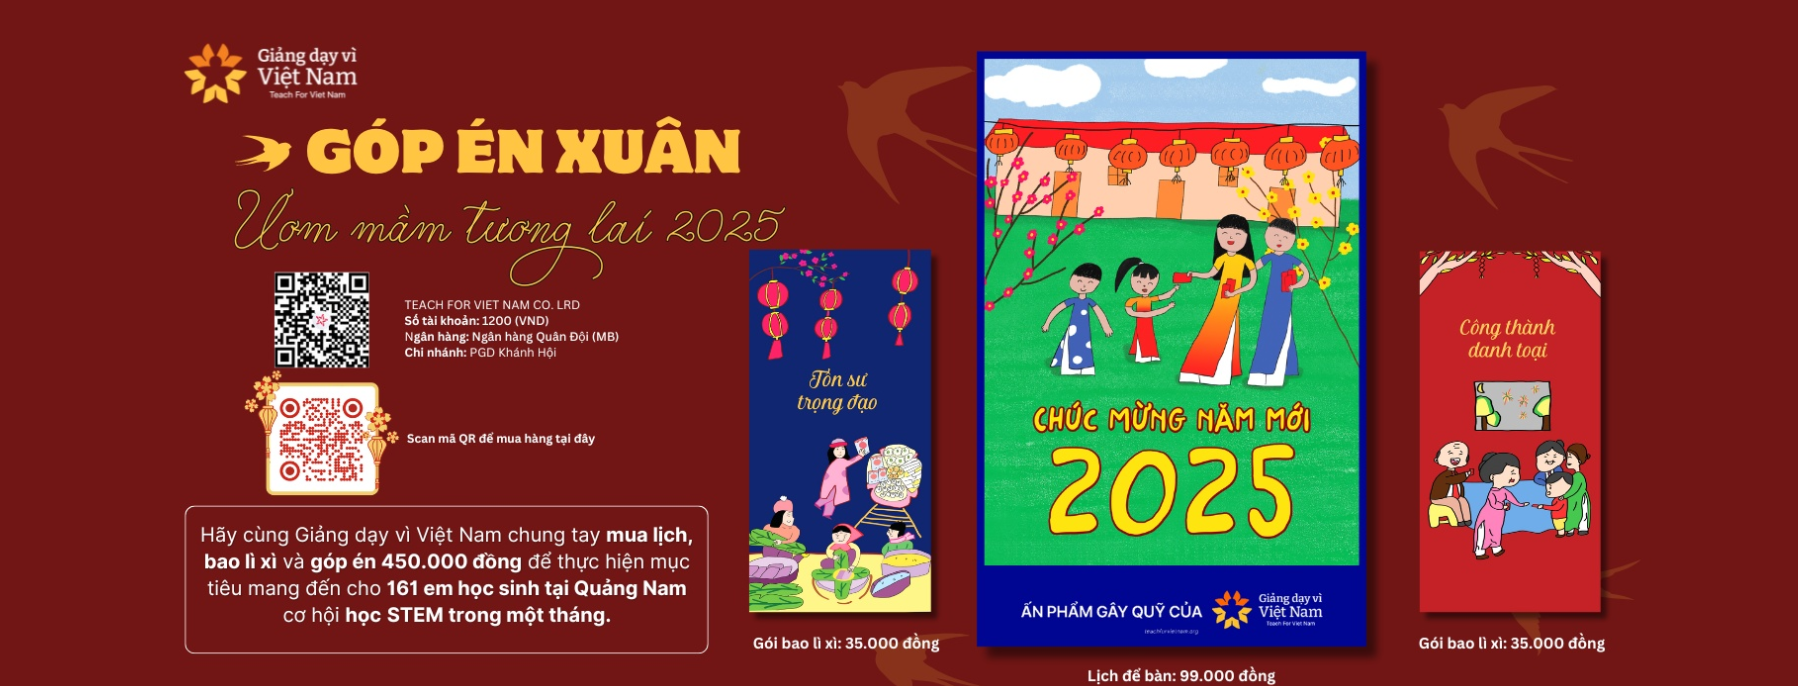 Giảng dạy vì
Việt Nam
Teach For Viet Nam
GÓP ÉN XUÂN
Ươm mầm tương lai 2025
TEACH FOR VIET NAM CO. LRD
Số tài khoản: 1200 (VND)
Ngân hàng: Ngân hàng Quân Đội (MB)
Chi nhánh: PGD Khánh Hội
Scan mã QR để mua hàng tại đây
Hãy cùng Giảng dạy vì Việt Nam chung tay mua lịch,
bao lì xì và góp én 450.000 đồng để thực hiện mục
tiêu mang đến cho 161 em học sinh tại Quảng Nam
cơ hội học STEM trong một tháng.
Tôn sư
trọng đạo
Gói bao lì xì: 35.000 đồng
CHÚC MỪNG NĂM MỚI
2025
ẤN PHẨM GÂY QUỸ CỦA
Giảng dạy vì
Việt Nam
Teach For Viet Nam
teachforvietnam.org
Lịch để bàn: 99.000 đồng
Công thành
danh toại
Gói bao lì xì: 35.000 đồng